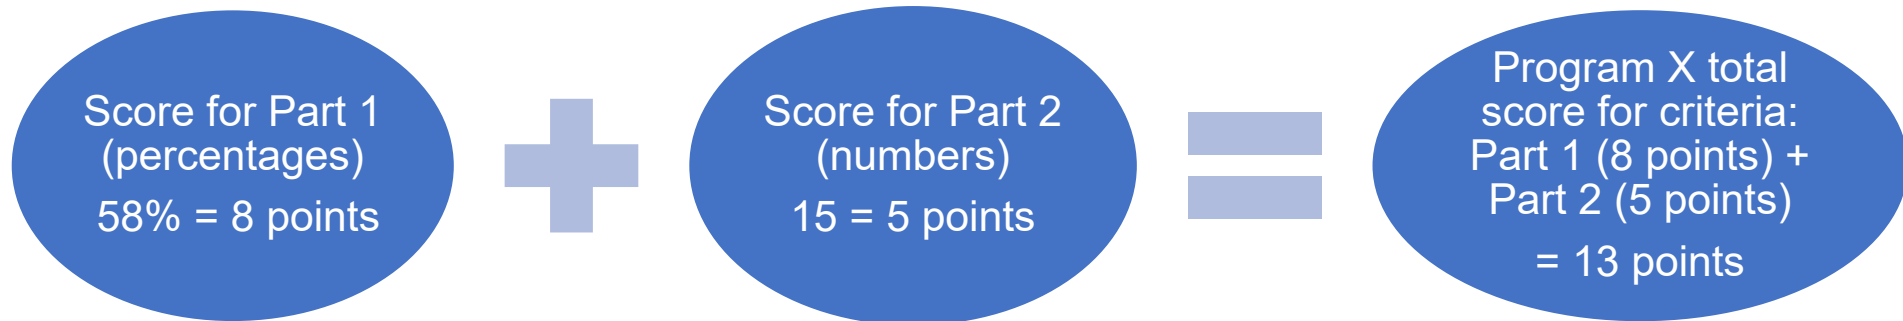 Score for Part 1
(percentages)
58% = 8 points
Score for Part 2
(numbers)
15 = 5 points
Program X total
score for criteria:
Part 1 (8 points) +
Part 2 (5 points)
= 13 points